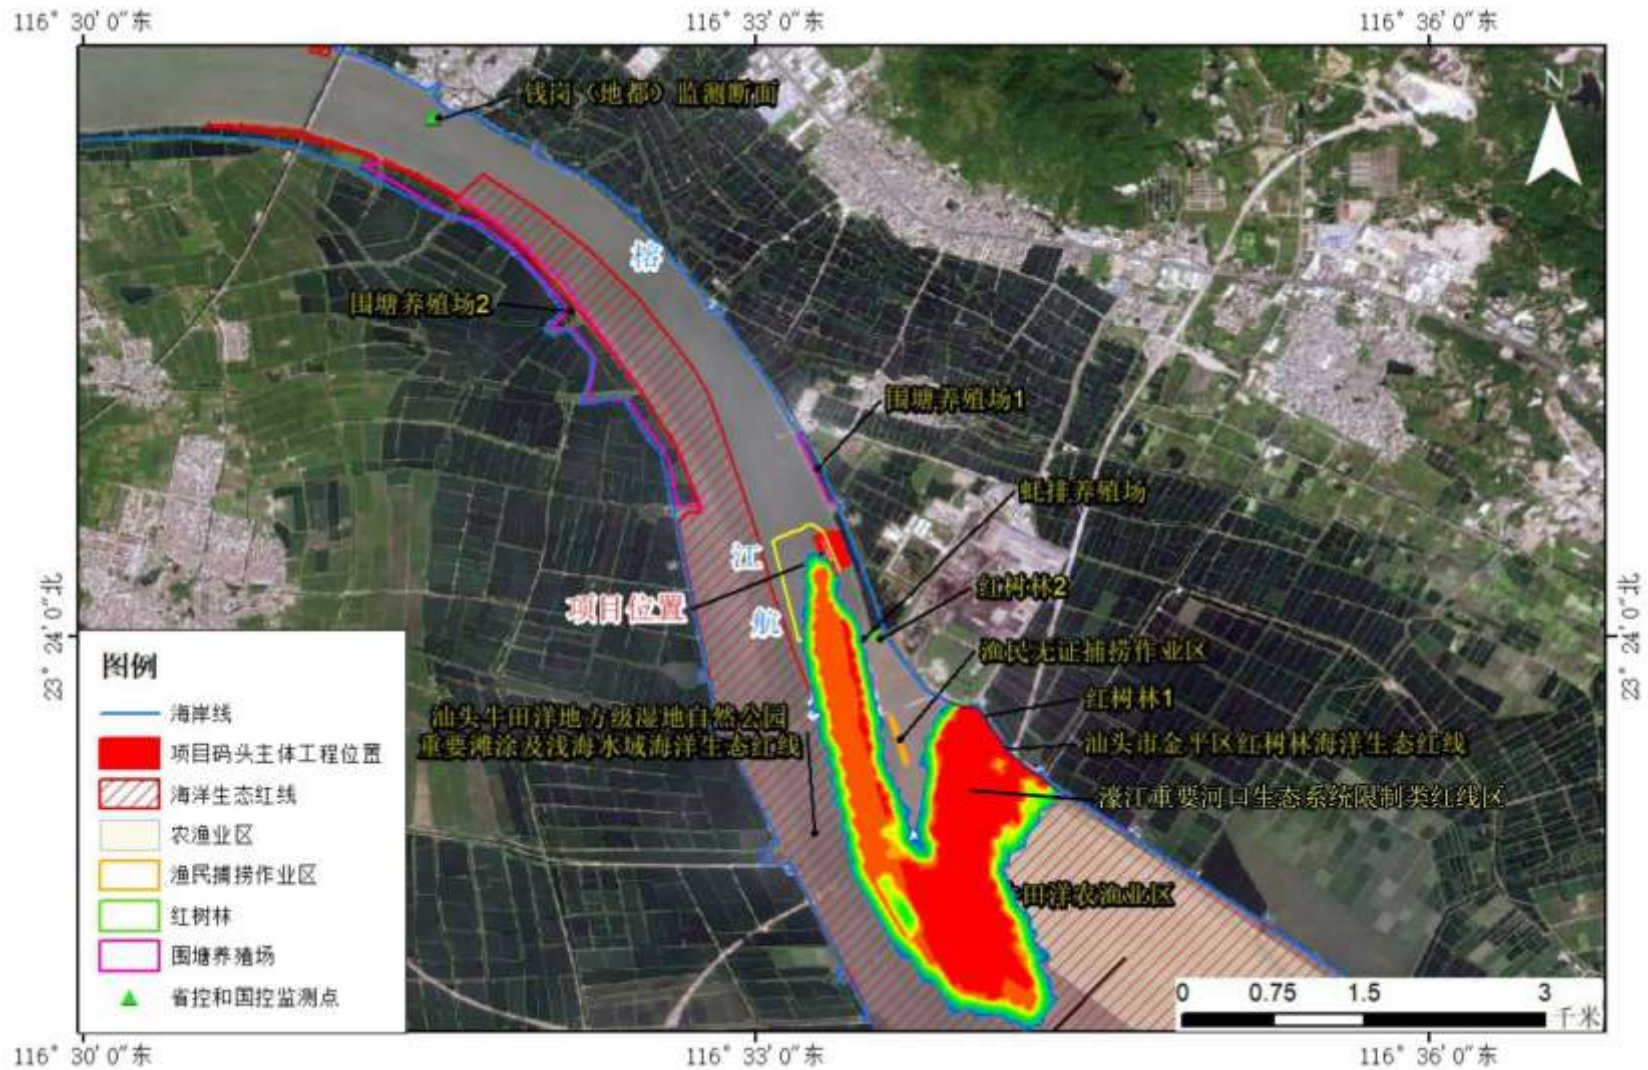 116° 30′ 0″东
116° 33′ 0″东
116° 36′ 0″东
N
钱岗（地都）监测断面
榕
围塘养殖场2
围塘养殖场1
蚝排养殖场
江
红树林2
项目位置
航
23° 24′ 0″北
23° 24′ 0″北
渔民无证捕捞作业区
红树林1
汕头牛田洋地方级湿地自然公园
重要滩涂及浅海水域海洋生态红线
汕头市金平区红树林海洋生态红线
濠江重要河口生态系统限制类红线区
田洋农渔业区
图例
海岸线
项目码头主体工程位置
海洋生态红线
农渔业区
渔民捕捞作业区
红树林
围塘养殖场
省控和国控监测点
0 0.75 1.5 3
千米
116° 30′ 0″东
116° 33′ 0″东
116° 36′ 0″东